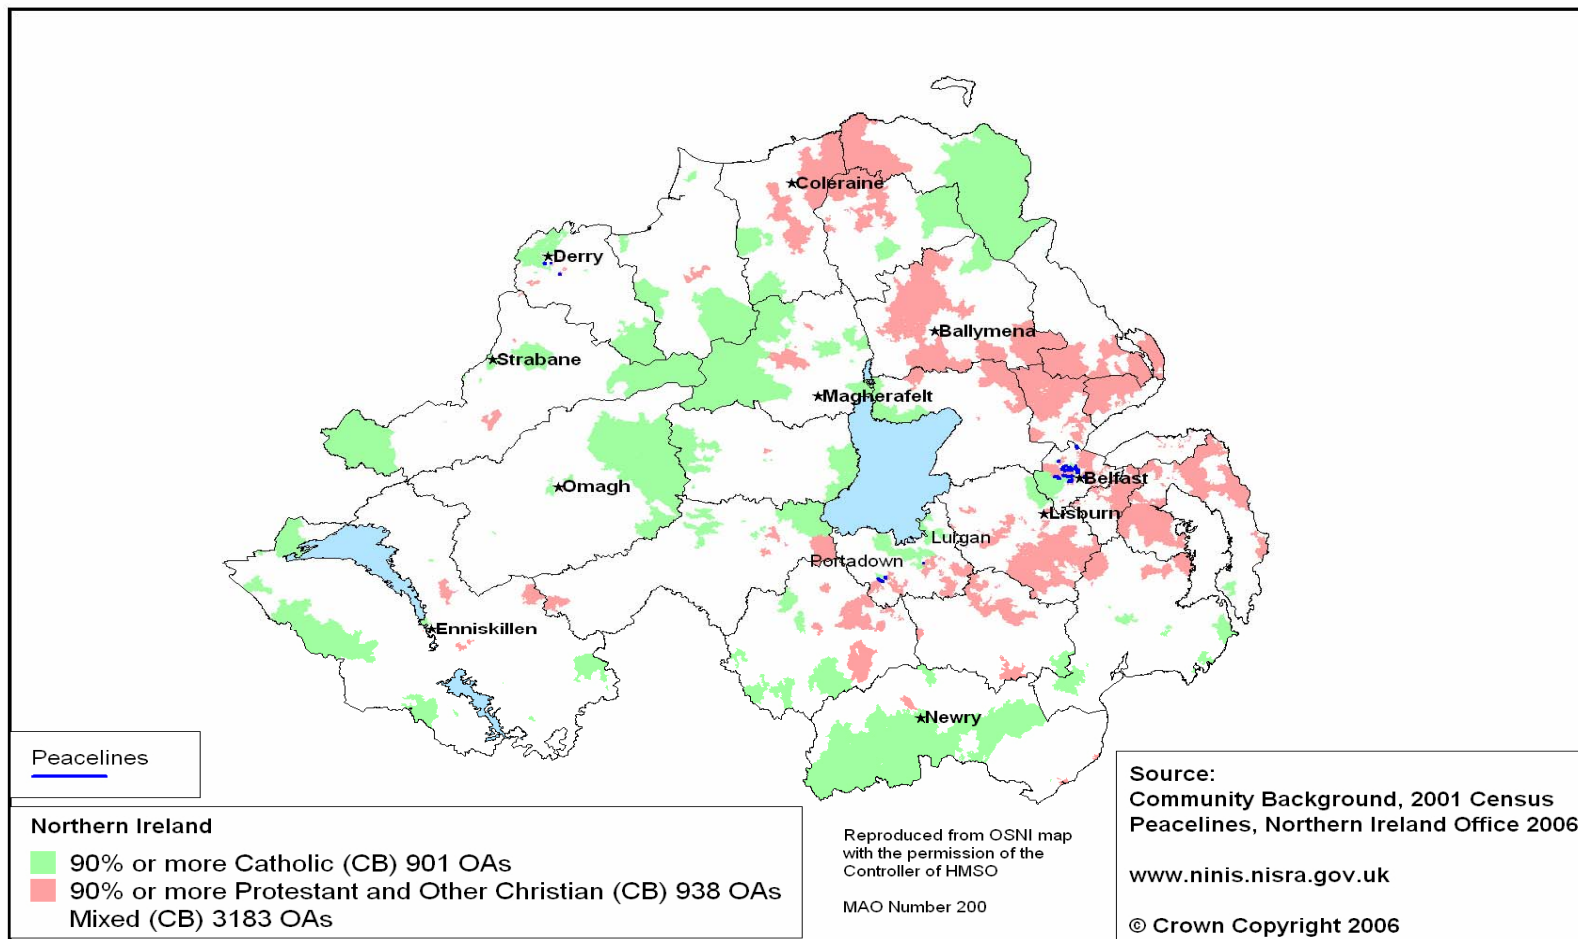 Coleraine
Derry
Ballymena
Strabane
Magherafelt
Omagh
Belfast
Lisburn
Lurgan
Portadown
Enniskillen
Newry
Peacelines
Northern Ireland
90% or more Catholic (CB) 901 OAs
90% or more Protestant and Other Christian (CB) 938 OAs
Mixed (CB) 3183 OAs
Reproduced from OSNI map
with the permission of the
Controller of HMSO
MAO Number 200
Source:
Community Background, 2001 Census
Peacelines, Northern Ireland Office 2006
www.ninis.nisra.gov.uk
© Crown Copyright 2006